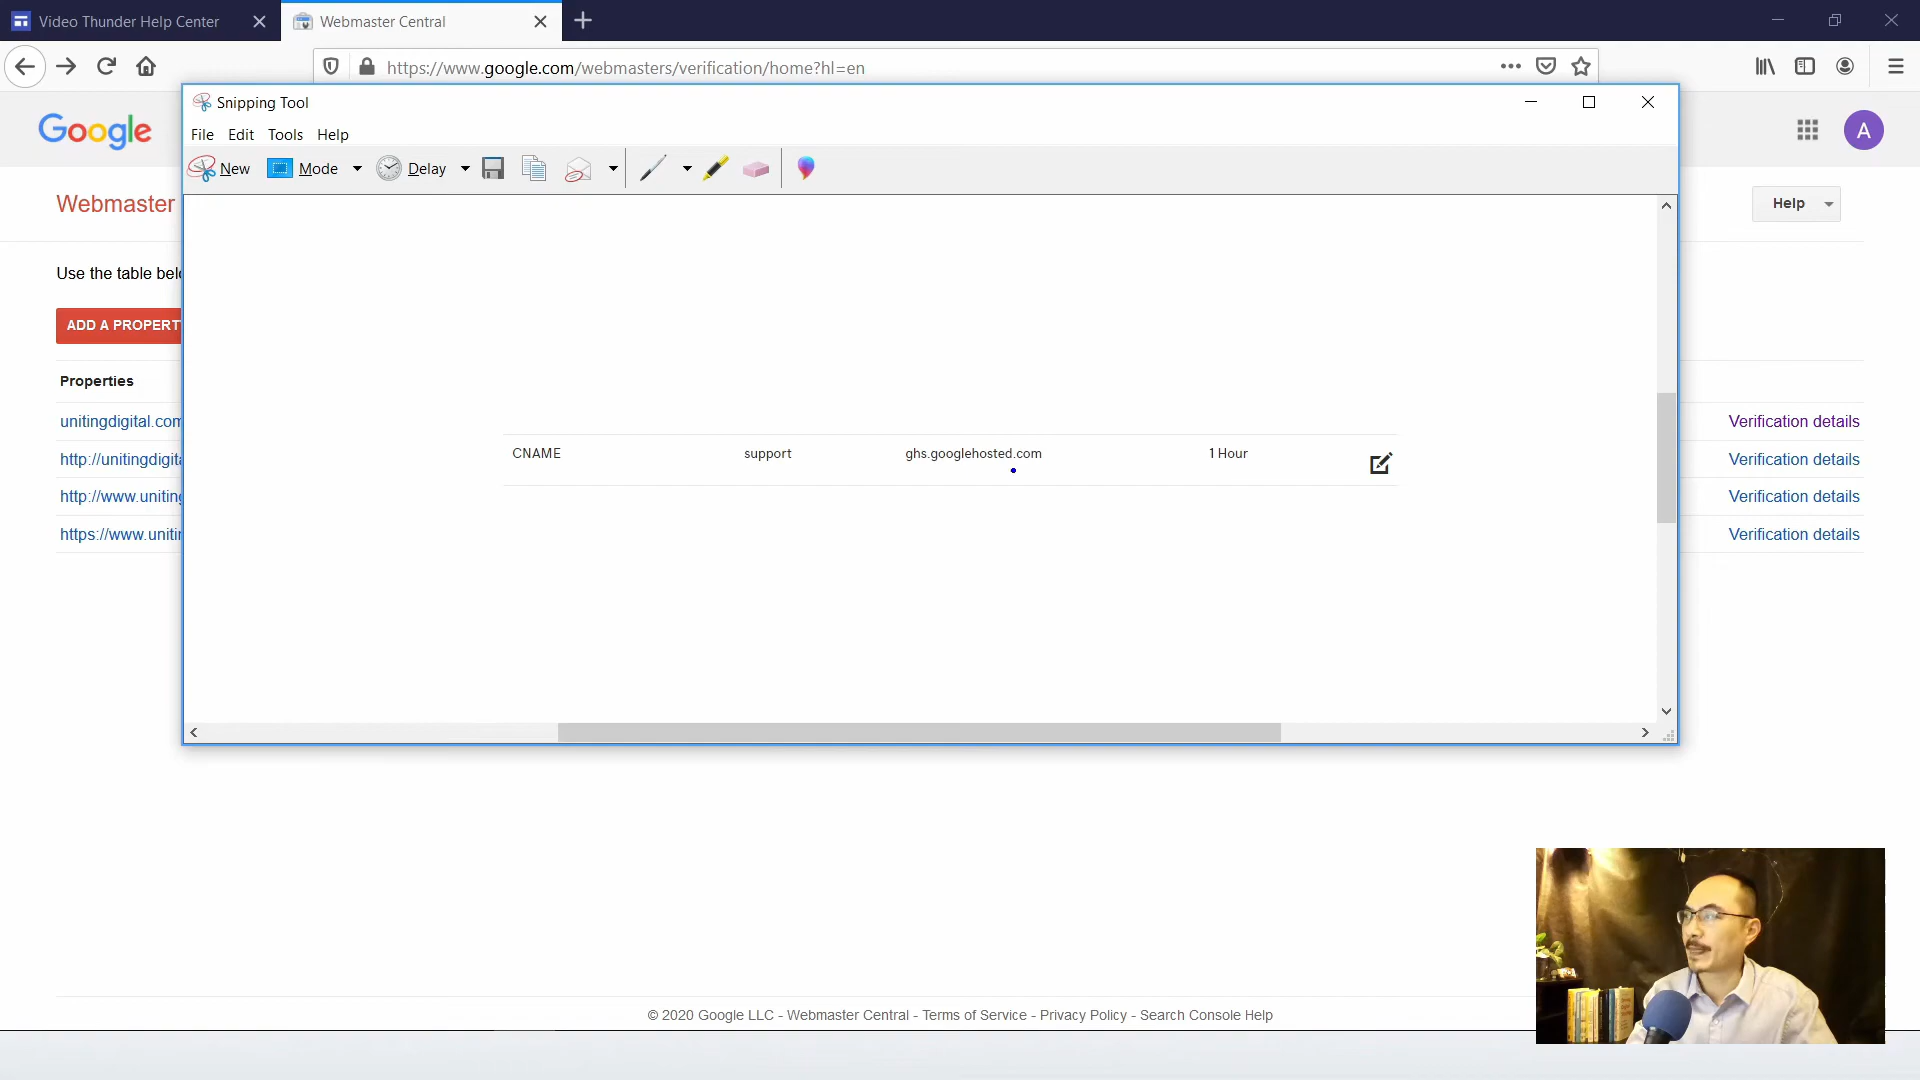 Video Thunder Help Center
Webmaster Central
https://www.google.com/webmasters/verification/home?hl=en
Snipping Tool
File Edit Tools Help
New Mode Delay
Google
A
Webmaster
Help
Use the table belo
ADD A PROPERT
Properties
unitingdigital.com
Verification details
http://unitingdigita
Verification details
http://www.uniting
Verification details
https://www.unitin
Verification details
CNAME support ghs.googlehosted.com 1 Hour
© 2020 Google LLC - Webmaster Central - Terms of Service - Privacy Policy - Search Console Help